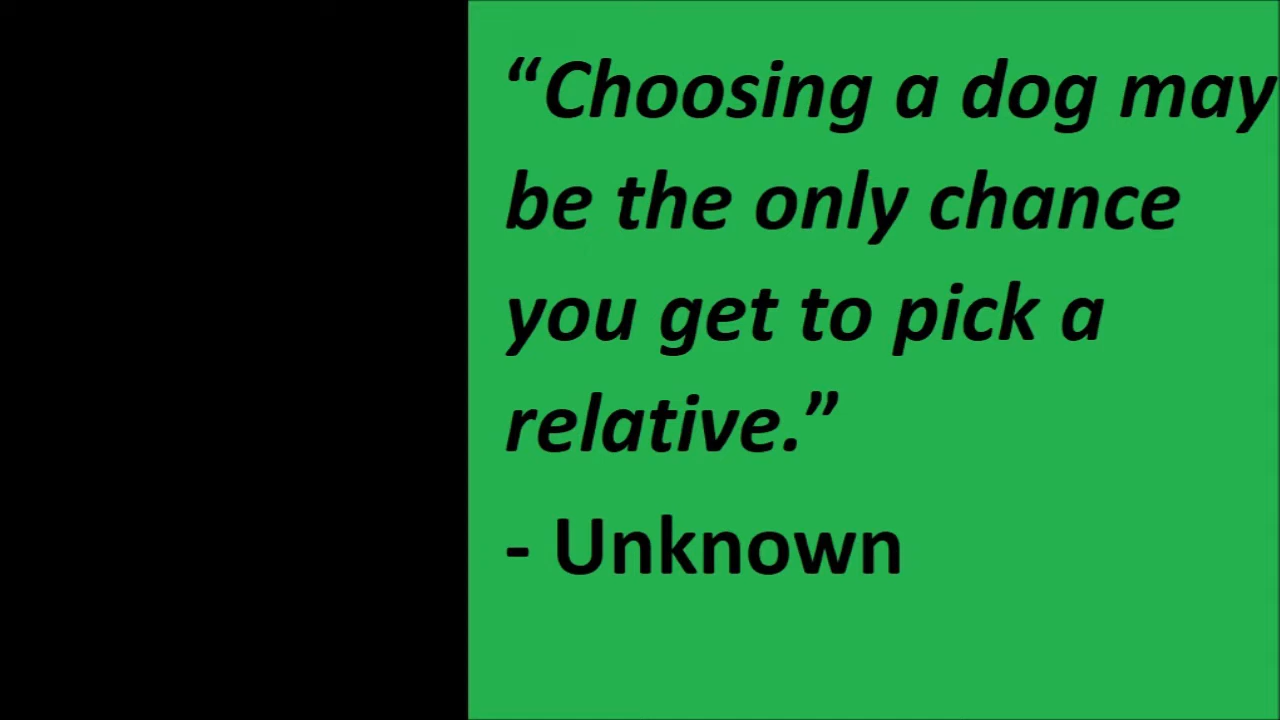 “Choosing a dog may
be the only chance
you get to pick a
relative.”
- Unknown